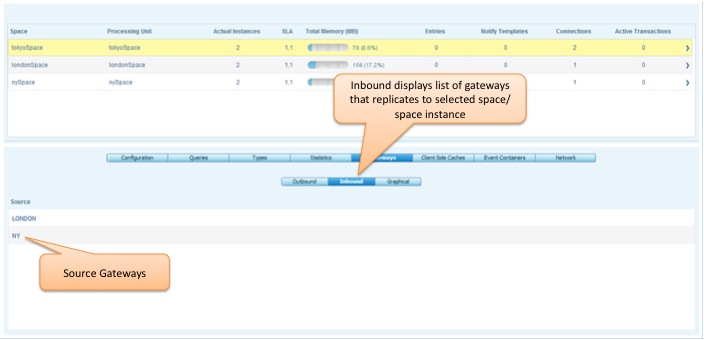 Space Processing Unit Actual Instances SLA Total Memory (MB) Entries Notify Templates Connections Active Transactions
tokyoSpace tokyoSpace 2 1,1 78 (8.6%) 0 0 2 0
londonSpace londonSpace 2 1,1 156 (17.2%) 0 0 1 0
nySpace nySpace 2 1,1 1 0
Inbound displays list of gateways
that replicates to selected space/
space instance
Configuration Queries Types Statistics Client Side Caches Event Containers Network
Outbound Inbound Graphical
Source
LONDON
NY
Source Gateways